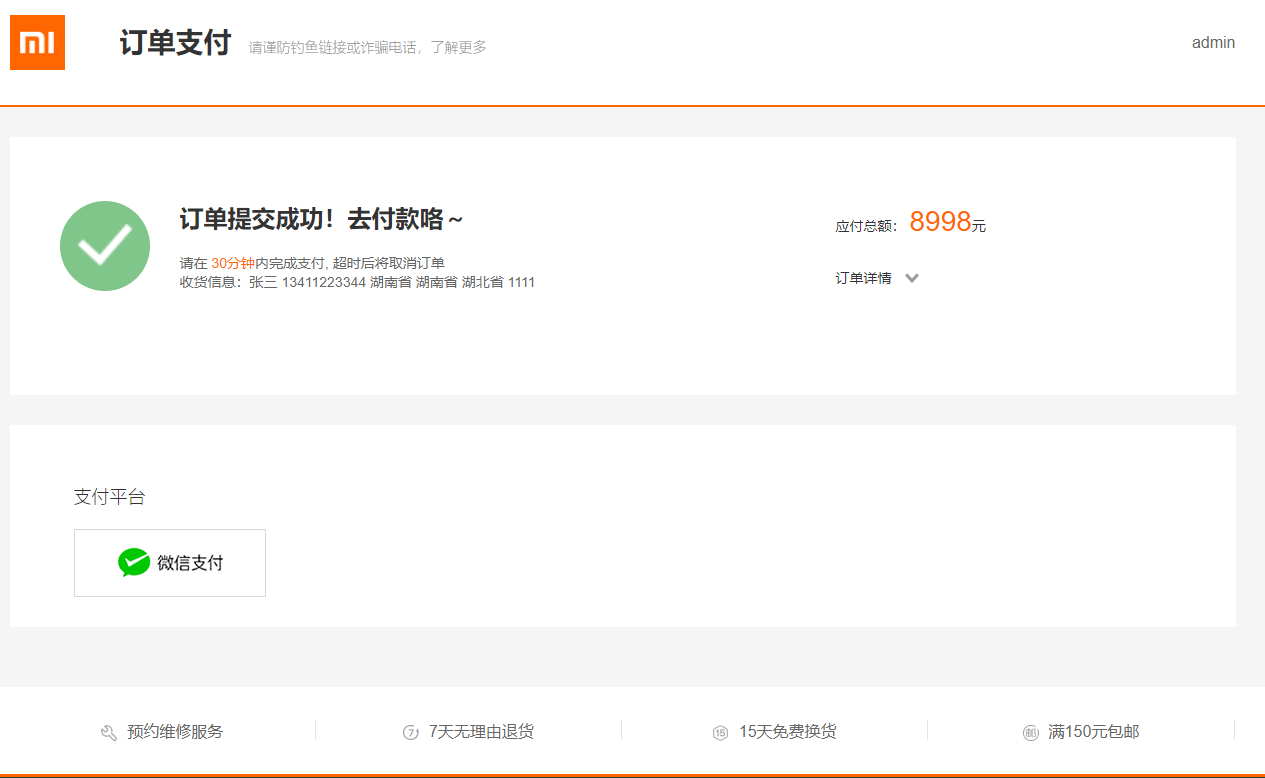 订单支付 请谨防钓鱼链接或诈骗电话，了解更多
admin
订单提交成功！去付款咯～
请在 30分钟内完成支付, 超时后将取消订单
收货信息：张三 13411223344 湖南省 湖南省 湖北省 1111
应付总额： 8998元
订单详情
支付平台
微信支付
预约维修服务
7 7天无理由退货
15 15天免费换货
邮 满150元包邮